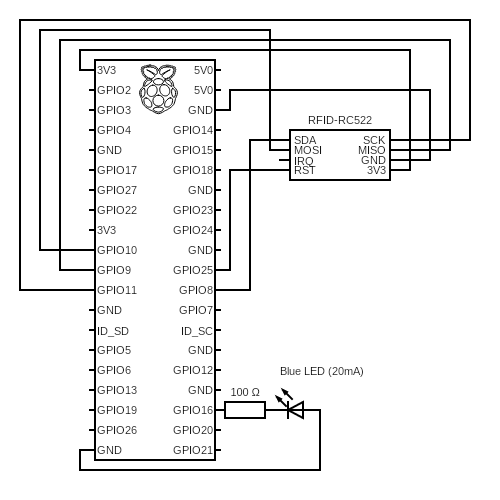 3V3 5V0
GPIO2 5V0
GPIO3 GND
GPIO4 GPIO14
GND GPIO15
GPIO17 GPIO18
GPIO27 GND
GPIO22 GPIO23
3V3 GPIO24
GPIO10 GND
GPIO9 GPIO25
GPIO11 GPIO8
GND GPIO7
ID_SD ID_SC
GPIO5 GND
GPIO6 GPIO12
GPIO13 GND
GPIO19 GPIO16
GPIO26 GPIO20
GND GPIO21
RFID-RC522
SDA SCK
MOSI MISO
IRQ GND
RST 3V3
Blue LED (20mA)
100 Ω